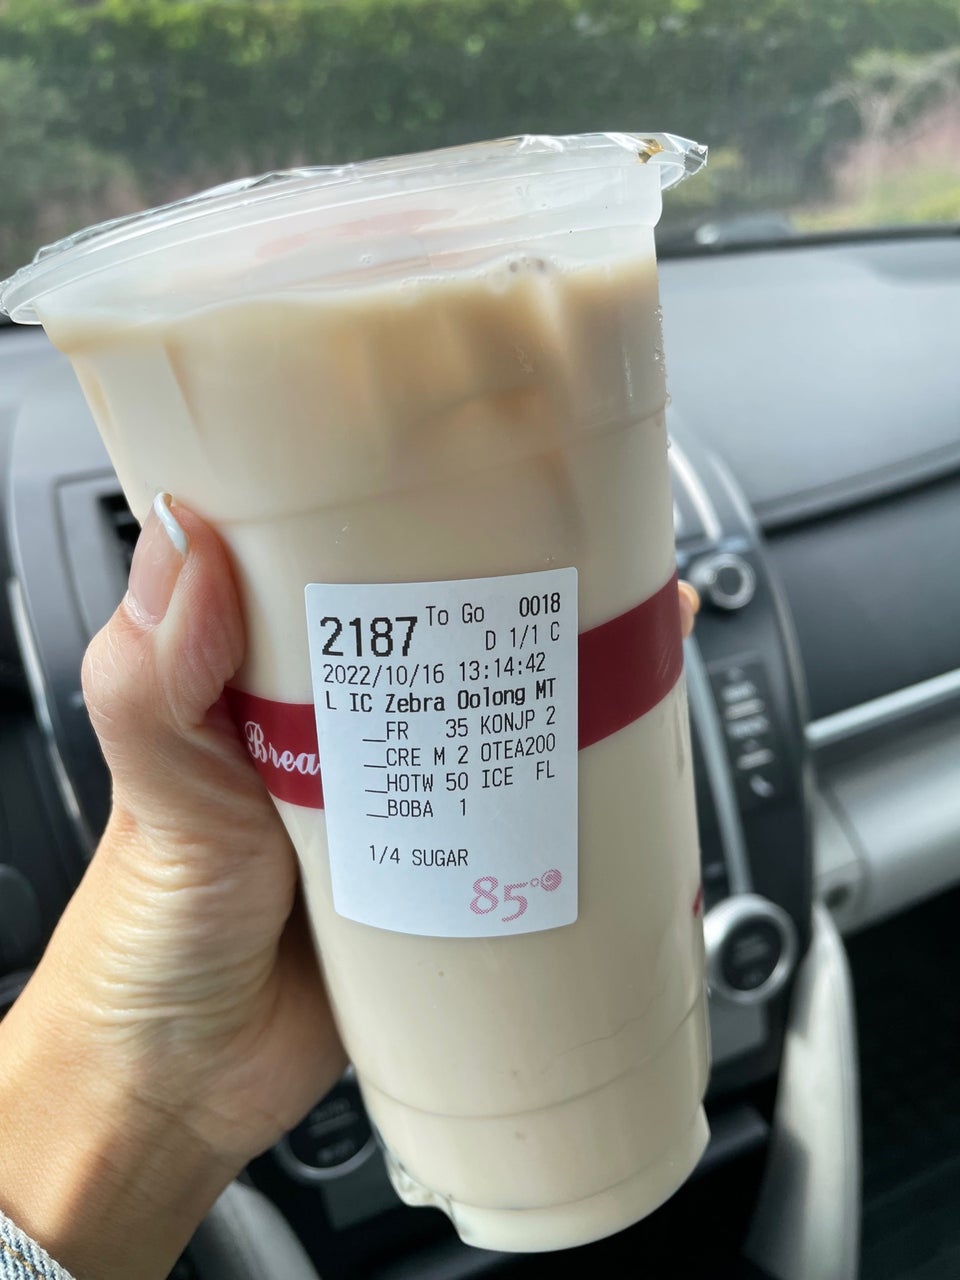 2187 To Go 0018
D 1/1 C
2022/10/16 13:14:42
L IC Zebra Oolong MT
__FR 35 KONJP 2
__CRE M 2 OTEA200
__HOTW 50 ICE FL
__BOBA 1
1/4 SUGAR
85°C
Brea